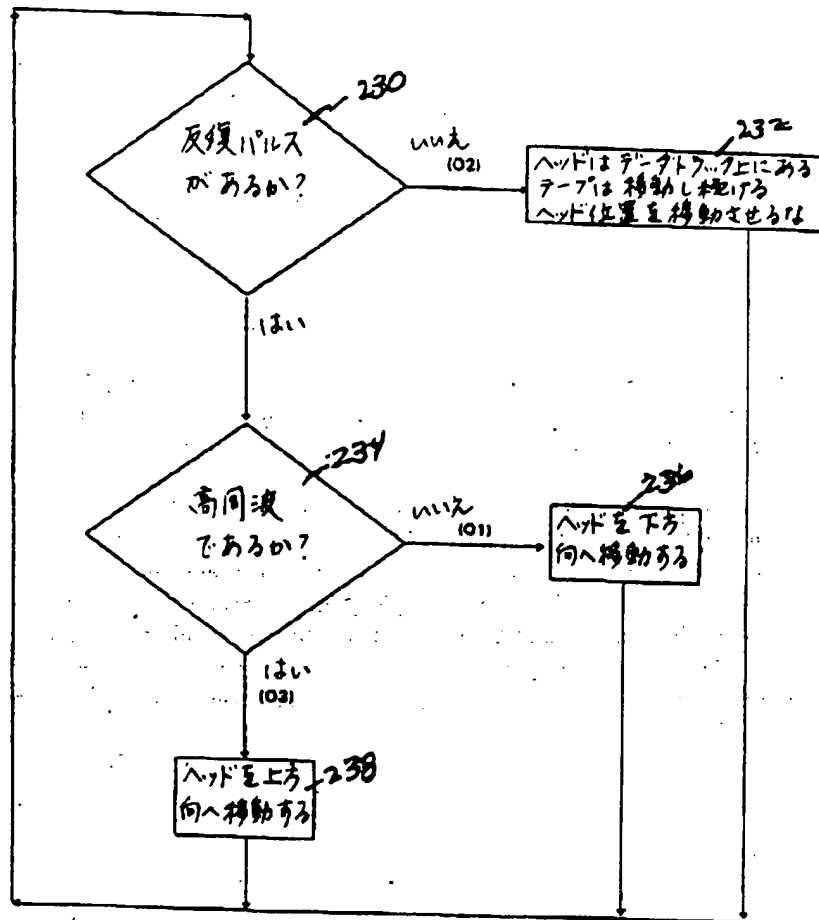 230
反復パルス
があるか?
いいえ
(02)
232
ヘッドはデータトラック上にある
テープは移動し続ける
ヘッド位置を移動させるな
はい
234
高周波
であるか?
いいえ
(01)
236
ヘッドを下方
向へ移動する
はい
(03)
ヘッドを上方
向へ移動する
238